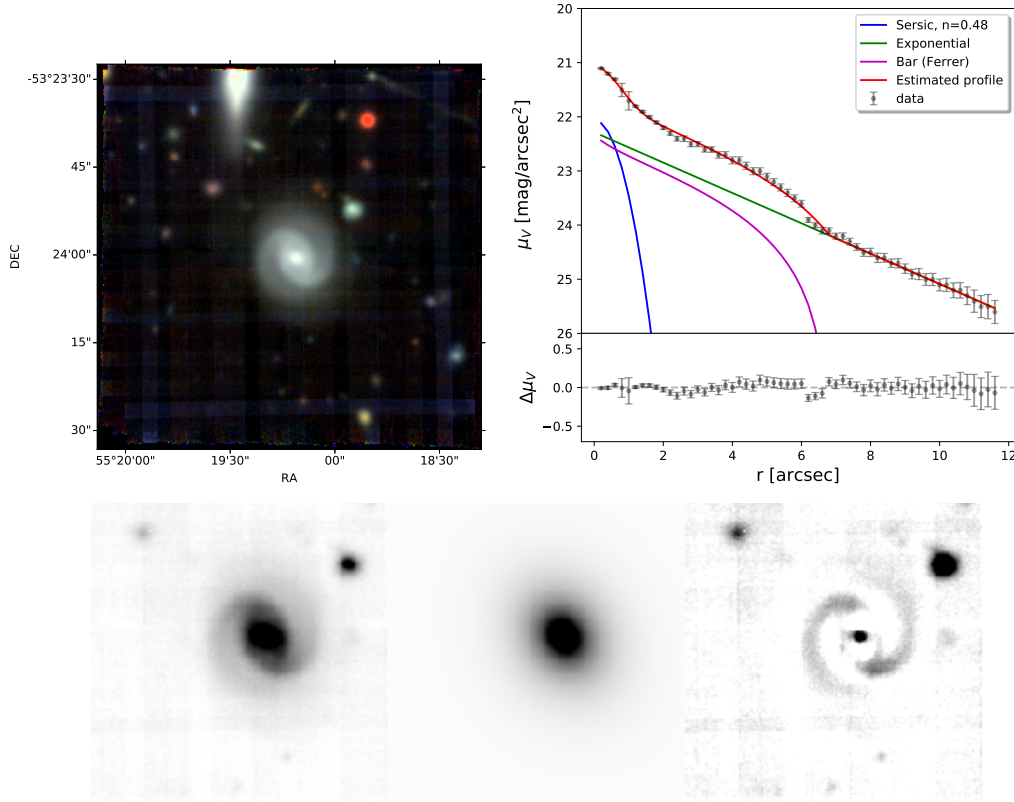 -53°23'30"
45"
24'00"
15"
30"
DEC
55°20'00"
19'30"
00"
18'30"
RA
20
21
22
23
24
25
26
μV [mag/arcsec²]
Sersic, n=0.48
Exponential
Bar (Ferrer)
Estimated profile
data
0.5
0.0
−0.5
ΔμV
0
2
4
6
8
10
12
r [arcsec]